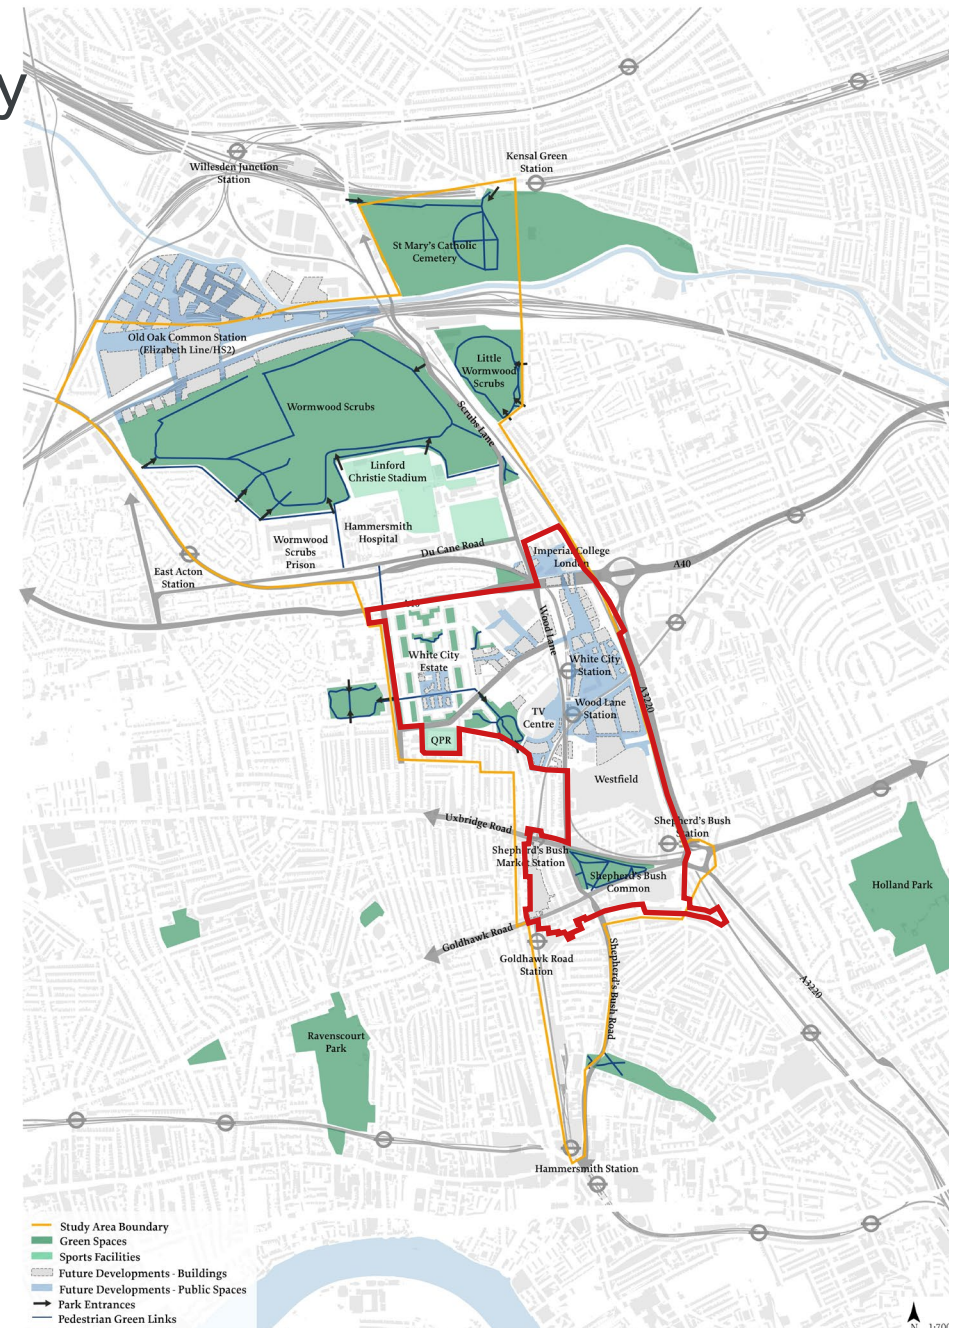 y
Willesden Junction
Station
Kensal Green
Station
St Mary's Catholic
Cemetery
Old Oak Common Station
(Elizabeth Line/HS2)
Little
Wormwood
Scrubs
Wormwood Scrubs
Scrubs Lane
Linford
Christie Stadium
Hammersmith
Hospital
Wormwood
Scrubs
Prison
Du Cane Road
Imperial College
London
A40
East Acton
Station
A40
Wood Lane
White City
Estate
White City
Station
Wood Lane
Station
A3220
TV
Centre
QPR
Westfield
Uxbridge Road
Shepherd's Bush
Station
Shepherd's Bush
Market Station
Shepherd's Bush
Common
Holland Park
Goldhawk Road
Goldhawk Road
Station
Shepherd's Bush Road
A3220
Ravenscourt
Park
Hammersmith Station
Study Area Boundary
Green Spaces
Sports Facilities
Future Developments - Buildings
Future Developments - Public Spaces
Park Entrances
Pedestrian Green Links
N